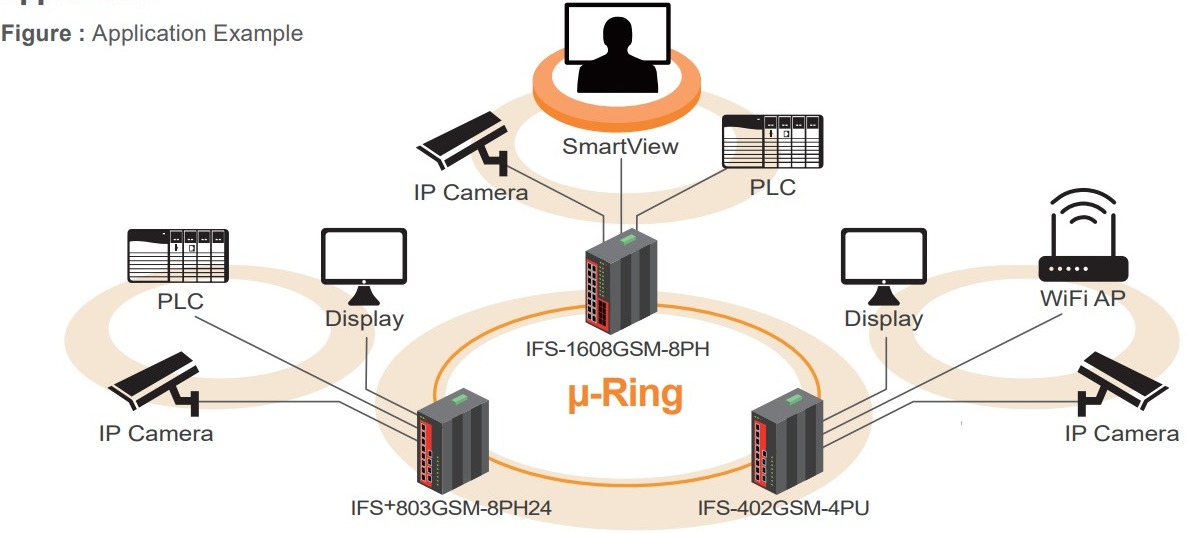 Figure : Application Example
SmartView
IP Camera
PLC
PLC
Display
Display
WiFi AP
IFS-1608GSM-8PH
μ-Ring
IP Camera
IP Camera
IFS+803GSM-8PH24
IFS-402GSM-4PU